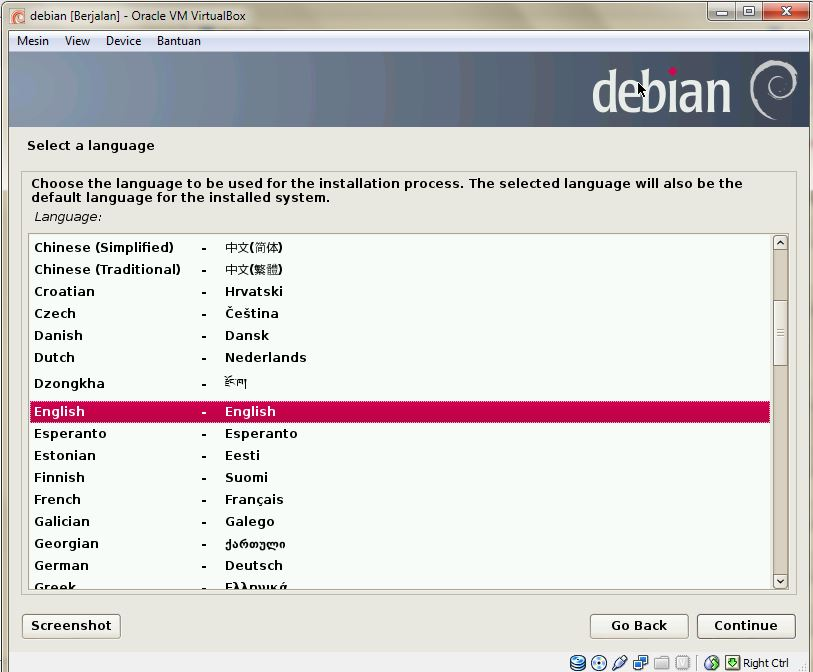 debian [Berjalan] - Oracle VM VirtualBox
Mesin View Device Bantuan
debian
Select a language
Choose the language to be used for the installation process. The selected language will also be the
default language for the installed system.
Language:
Chinese (Simplified) - 中文(简体)
Chinese (Traditional) - 中文(繁體)
Croatian - Hrvatski
Czech - Čeština
Danish - Dansk
Dutch - Nederlands
Dzongkha - རྫོང་ཁ།
English - English
Esperanto - Esperanto
Estonian - Eesti
Finnish - Suomi
French - Français
Galician - Galego
Georgian - ქართული
German - Deutsch
Greek - Ελληνικά
Screenshot Go Back Continue
Right Ctrl